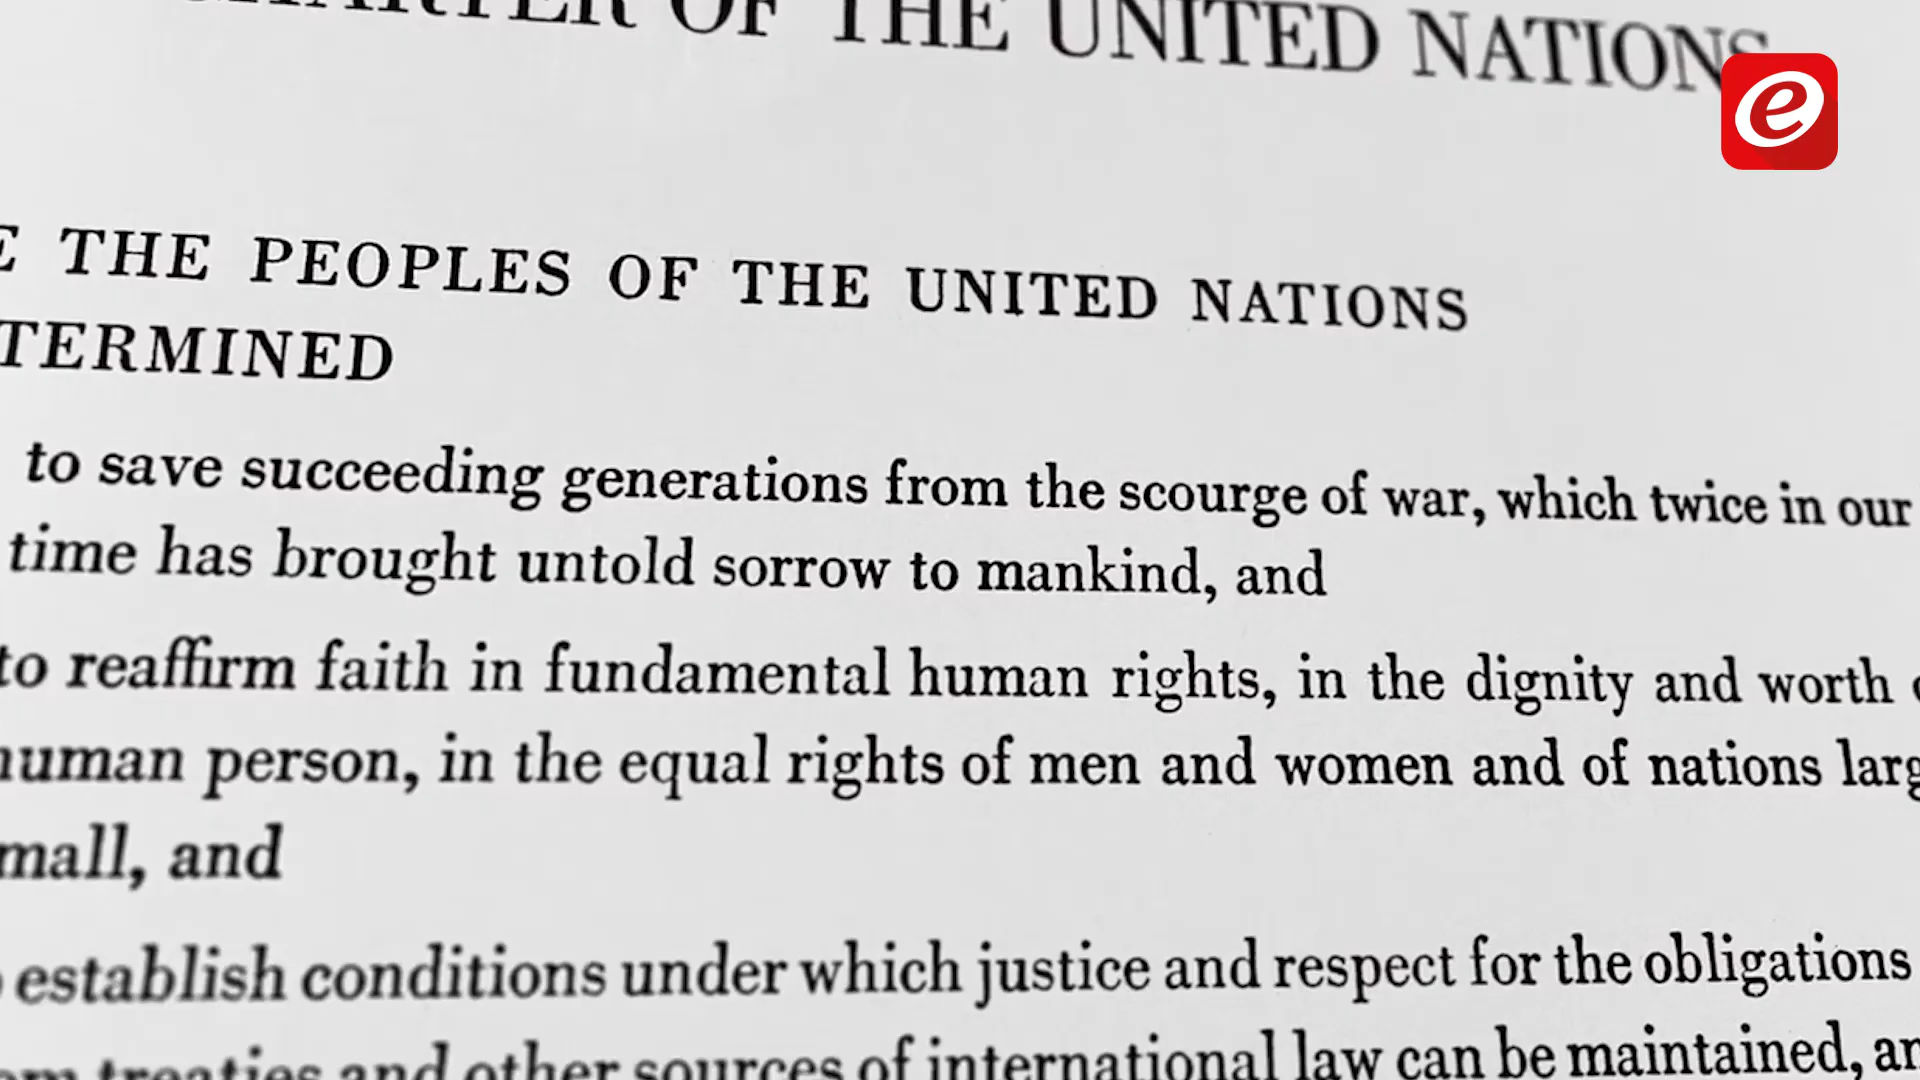 CHARTER OF THE UNITED NATIONS
e
E THE PEOPLES OF THE UNITED NATIONS
TERMINED
to save succeeding generations from the scourge of war, which twice in our
time has brought untold sorrow to mankind, and
to reaffirm faith in fundamental human rights, in the dignity and worth
human person, in the equal rights of men and women and of nations larg
mall, and
establish conditions under which justice and respect for the obligations
om treaties and other sources of international law can be maintained, an